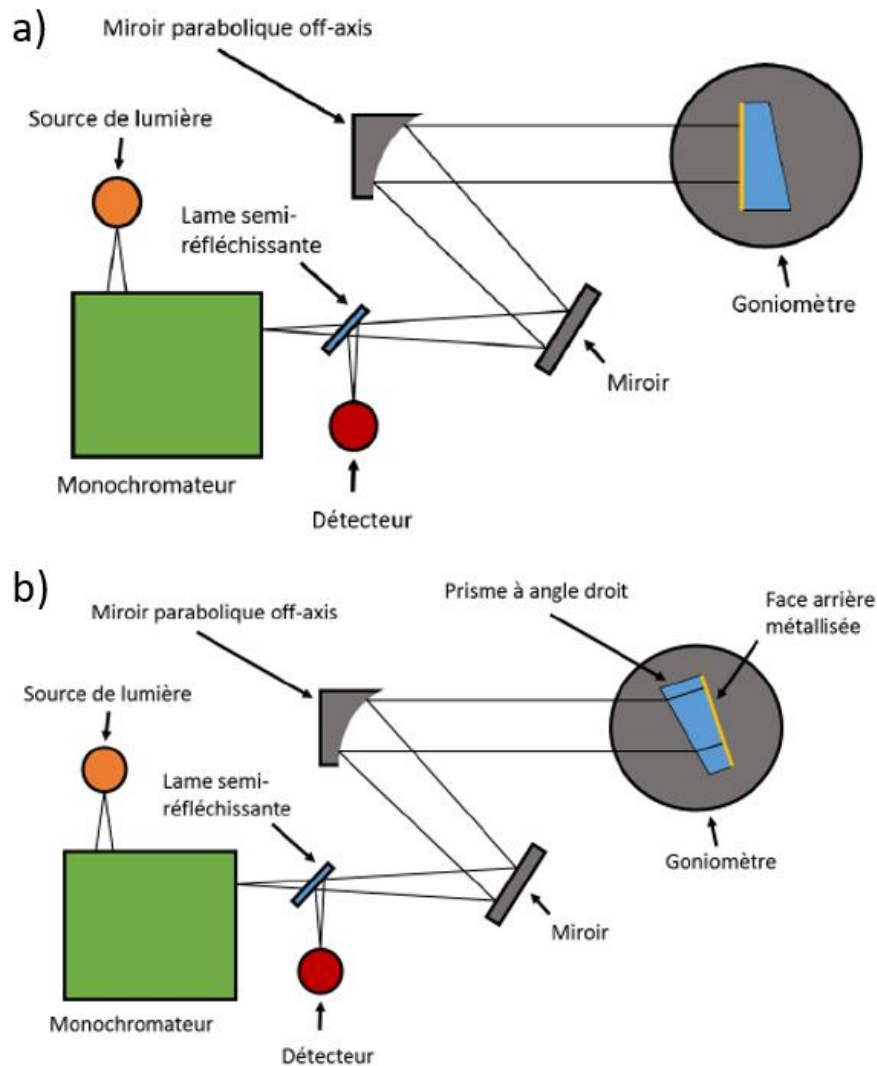 a)
Miroir parabolique off-axis
Source de lumière
Lame semi-
réfléchissante
Goniomètre
Miroir
Monochromateur
Détecteur
b)
Prisme à angle droit
Face arrière
métallisée
Miroir parabolique off-axis
Source de lumière
Lame semi-
réfléchissante
Goniomètre
Miroir
Monochromateur
Détecteur